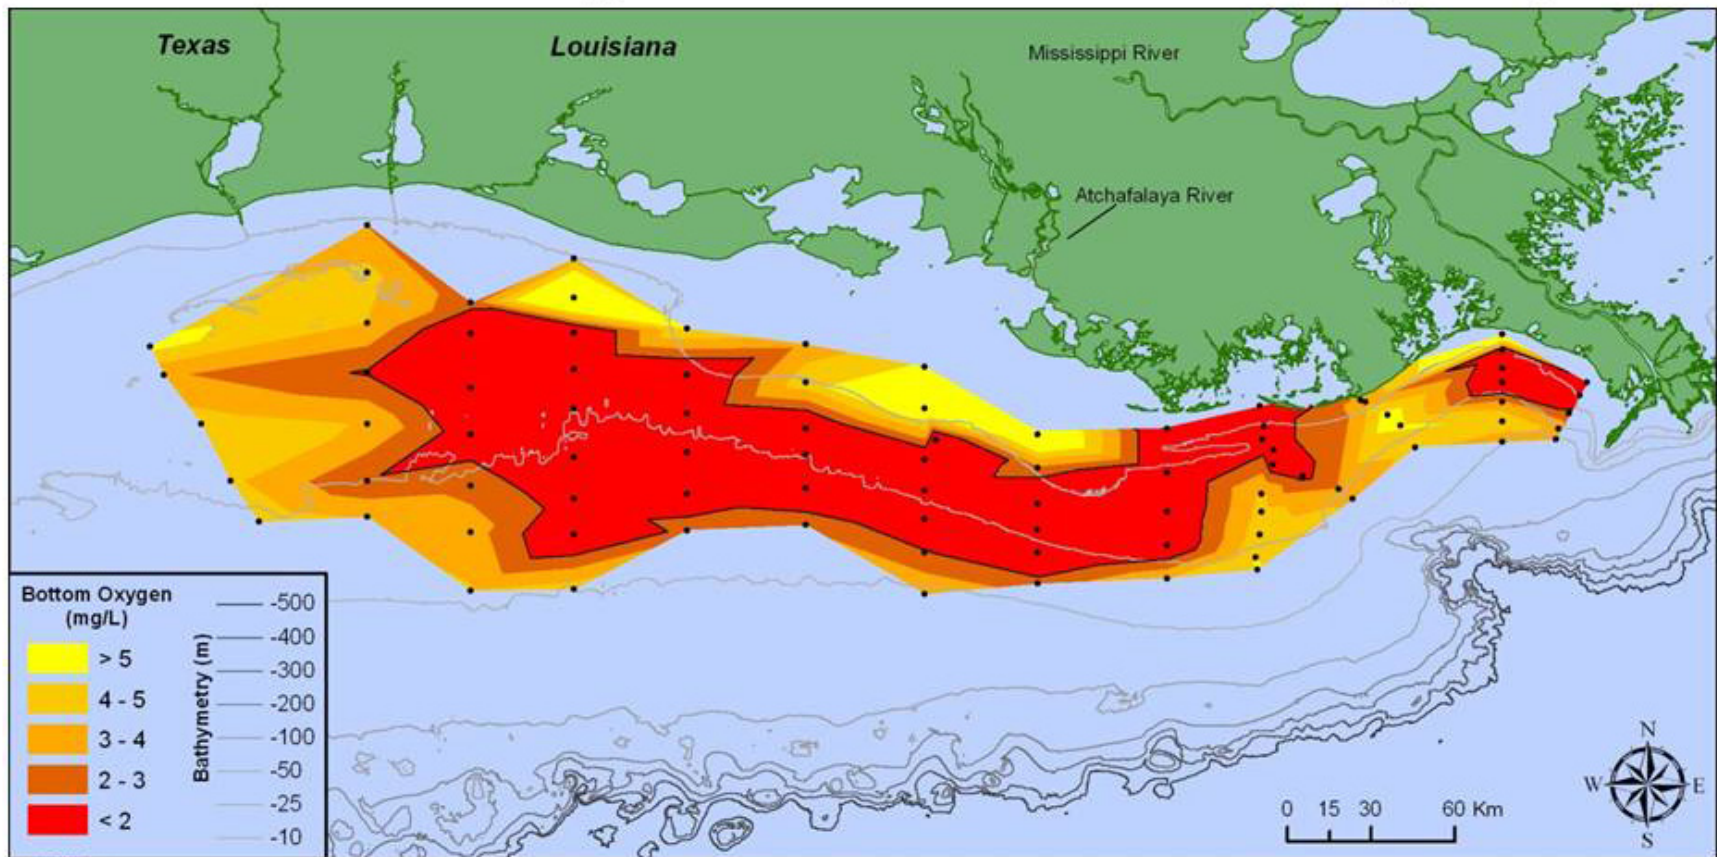 Texas
Louisiana
Mississippi River
Atchafalaya River
Bottom Oxygen
(mg/L)
> 5
4 - 5
3 - 4
2 - 3
< 2
Bathymetry (m)
-500
-400
-300
-200
-100
-50
-25
-10
0 15 30 60 Km
N
W E
S